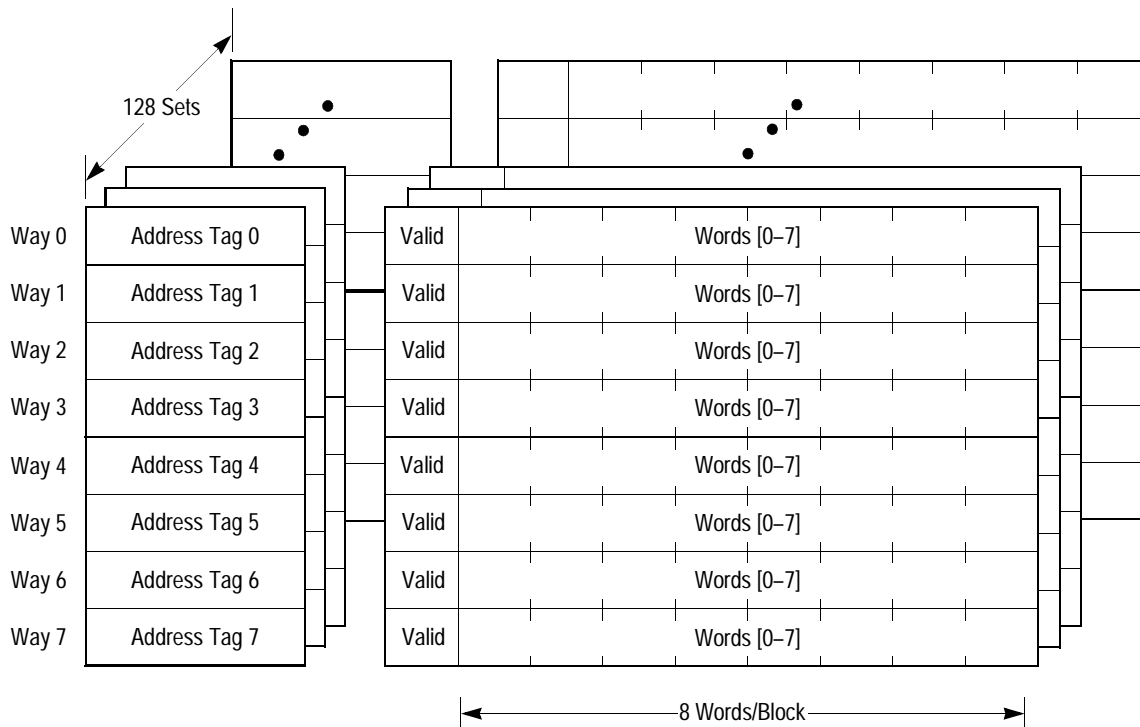 128 Sets
Way 0 Address Tag 0 Valid Words [0–7]
Way 1 Address Tag 1 Valid Words [0–7]
Way 2 Address Tag 2 Valid Words [0–7]
Way 3 Address Tag 3 Valid Words [0–7]
Way 4 Address Tag 4 Valid Words [0–7]
Way 5 Address Tag 5 Valid Words [0–7]
Way 6 Address Tag 6 Valid Words [0–7]
Way 7 Address Tag 7 Valid Words [0–7]
8 Words/Block